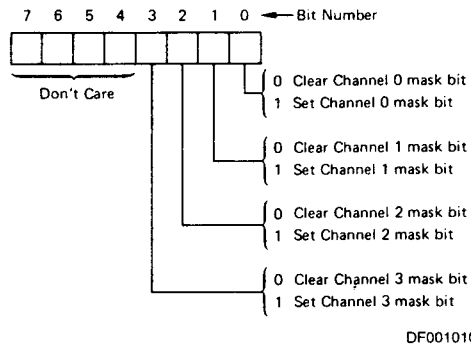 7 6 5 4 3 2 1 0 Bit Number
Don't Care
0 Clear Channel 0 mask bit
1 Set Channel 0 mask bit
0 Clear Channel 1 mask bit
1 Set Channel 1 mask bit
0 Clear Channel 2 mask bit
1 Set Channel 2 mask bit
0 Clear Channel 3 mask bit
1 Set Channel 3 mask bit
DF001010